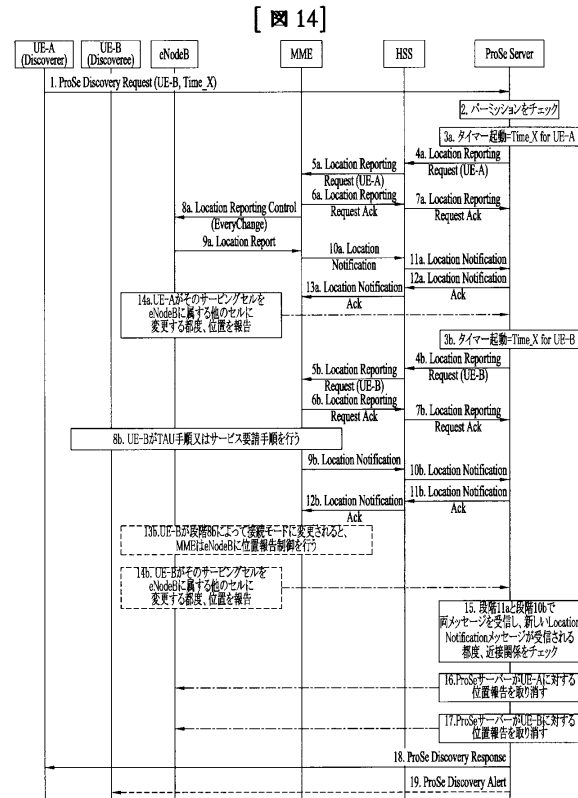 [ 図 14]
UE-A
(Discoverer)
UE-B
(Discoveree)
eNodeB
MME
HSS
ProSe Server
1. ProSe Discovery Request (UE-B, Time_X)
2. パーミッションをチェック
3a. タイマー起動=Time_X for UE-A
4a. Location Reporting
Request (UE-A)
5a. Location Reporting
Request (UE-A)
6a. Location Reporting
Request Ack
7a. Location Reporting
Request Ack
8a. Location Reporting Control
(EveryChange)
9a. Location Report
10a. Location
Notification
11a. Location Notification
12a. Location Notification
Ack
13a. Location Notification
Ack
14a.UE-Aがそのサービングセルを
eNodeBに属する他のセルに
変更する都度、位置を報告
3b. タイマー起動=Time_X for UE-B
4b. Location Reporting
Request (UE-B)
5b. Location Reporting
Request (UE-B)
6b. Location Reporting
Request Ack
7b. Location Reporting
Request Ack
8b. UE-BがTAU手順又はサービス要請手順を行う
9b. Location Notification
10b. Location Notification
11b. Location Notification
Ack
12b. Location Notification
Ack
13b.UE-Bが段階8bによって接続モードに変更されると、
MMEはeNodeBに位置報告制御を行う
14b. UE-Bがそのサービングセルを
eNodeBに属する他のセルに
変更する都度、位置を報告
15. 段階11aと段階10bで
両メッセージを受信し、新しいLocation
Notificationメッセージが受信される
都度、近接関係をチェック
16.ProSeサーバーがUE-Aに対する
位置報告を取り消す
17.ProSeサーバーがUE-Bに対する
位置報告を取り消す
18. ProSe Discovery Response
19. ProSe Discovery Alert